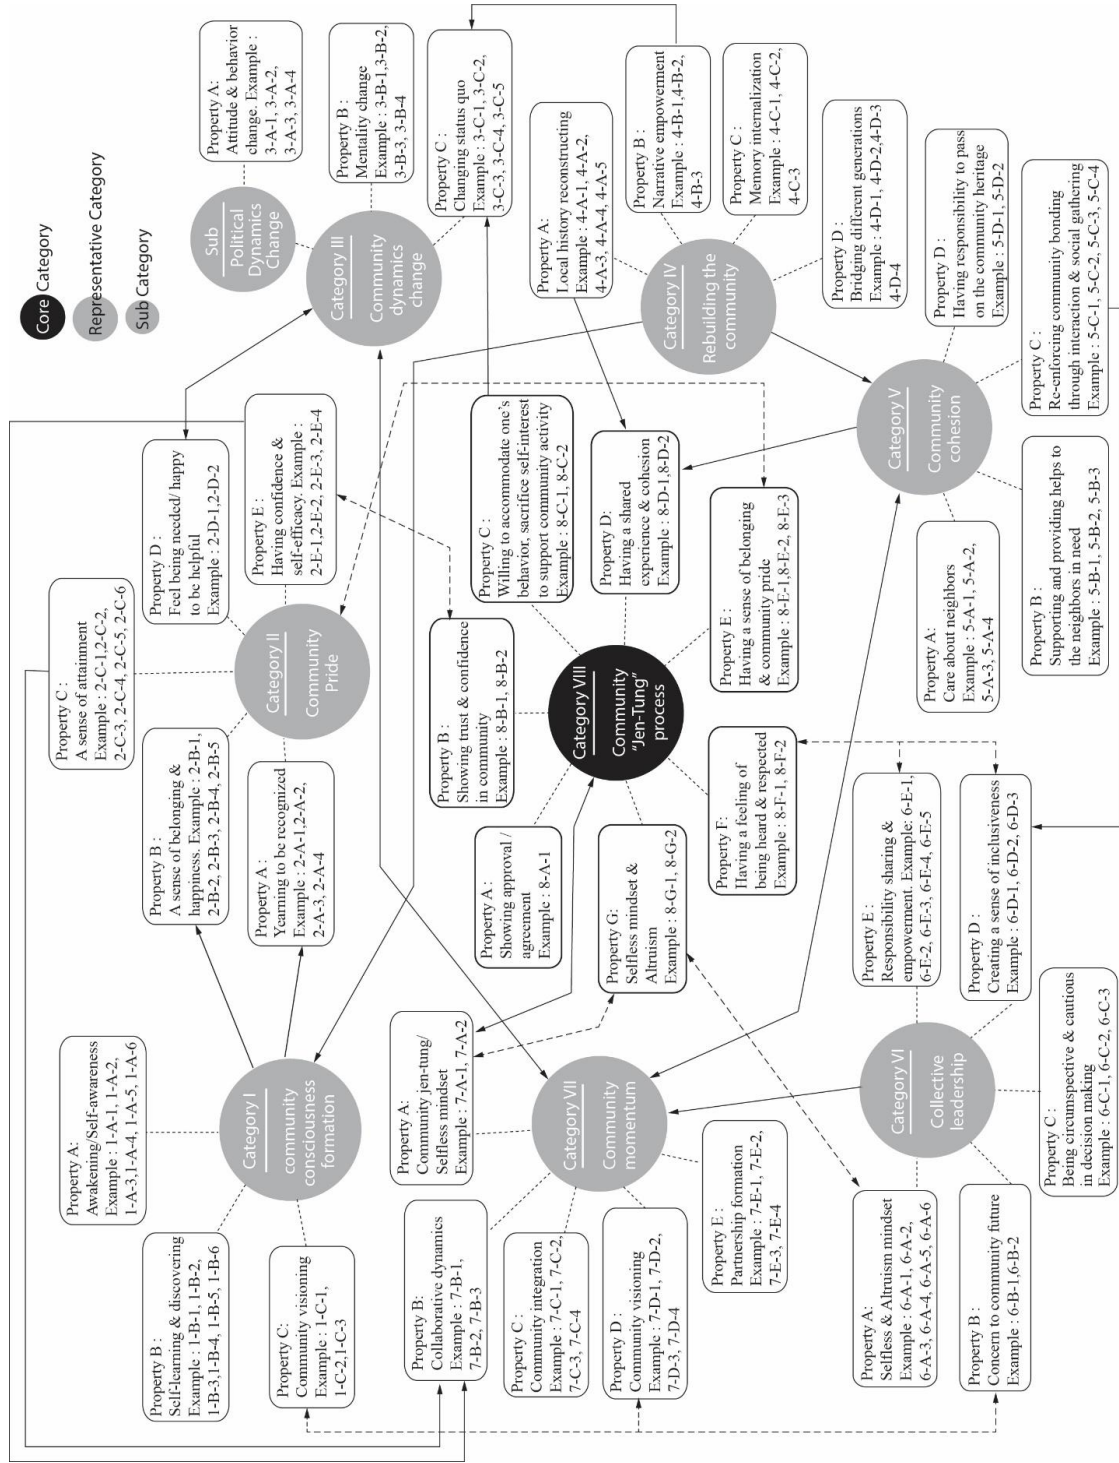 Core Category
Representative Category
Sub Category
Category I
community
consciousness
formation
Property A:
Awakening/Self-awareness
Example : 1-A-1, 1-A-2,
1-A-3,1-A-4, 1-A-5, 1-A-6
Property B :
Self-learning & discovering
Example : 1-B-1, 1-B-2,
1-B-3,1-B-4, 1-B-5, 1-B-6
Property C :
Community visioning
Example : 1-C-1,
1-C-2,1-C-3
Category II
Community
Pride
Property A:
Yearning to be recognized
Example : 2-A-1,2-A-2,
2-A-3, 2-A-4
Property B :
A sense of belonging &
happiness. Example : 2-B-1,
2-B-2, 2-B-3, 2-B-4, 2-B-5
Property C :
A sense of attainment
Example: 2-C-1,2-C-2,
2-C-3, 2-C-4, 2-C-5, 2-C-6
Property D :
Feel being needed/ happy
to be helpful
Example : 2-D-1,2-D-2
Property E :
Having confidence &
self-efficacy. Example :
2-E-1,2-E-2, 2-E-3, 2-E-4
Sub
Political
Dynamics
Change
Category III
Community
dynamics
change
Property A:
Attitude & behavior
change. Example :
3-A-1, 3-A-2,
3-A-3, 3-A-4
Property B :
Mentality change
Example : 3-B-1,3-B-2,
3-B-3, 3-B-4
Property C :
Changing status quo
Example : 3-C-1, 3-C-2,
3-C-3, 3-C-4, 3-C-5
Category IV
Rebuilding the
community
Property A:
Local history reconstructing
Example : 4-A-1, 4-A-2,
4-A-3, 4-A-4, 4-A-5
Property B :
Narrative empowerment
Example : 4-B-1,4-B-2,
4-B-3
Property C :
Memory internalization
Example : 4-C-1, 4-C-2,
4-C-3
Property D :
Bridging different generations
Example : 4-D-1, 4-D-2,4-D-3
4-D-4
Category V
Community
cohesion
Property A:
Care about neighbors
Example : 5-A-1, 5-A-2,
5-A-3, 5-A-4
Property B :
Supporting and providing helps to
the neighbors in need
Example : 5-B-1, 5-B-2, 5-B-3
Property C :
Re-enforcing community bonding
through interaction & social gathering
Example : 5-C-1, 5-C-2, 5-C-3, 5-C-4
Property D :
Having responsibility to pass
on the community heritage
Example : 5-D-1, 5-D-2
Category VI
Collective
leadership
Property A:
Selfless & Altruism mindset
Example : 6-A-1, 6-A-2,
6-A-3, 6-A-4, 6-A-5, 6-A-6
Property B :
Concern to community future
Example : 6-B-1,6-B-2
Property C :
Being circumspective & cautious
in decision making
Example : 6-C-1, 6-C-2, 6-C-3
Property D :
Creating a sense of inclusiveness
Example : 6-D-1, 6-D-2, 6-D-3
Property E :
Responsibility sharing &
empowerment. Example: 6-E-1,
6-E-2, 6-E-3, 6-E-4, 6-E-5
Category VII
Community
momentum
Property A:
Community jen-tung/
Selfless mindset
Example : 7-A-1, 7-A-2
Property B:
Collaborative dynamics
Example : 7-B-1,
7-B-2, 7-B-3
Property C :
Community integration
Example : 7-C-1, 7-C-2,
7-C-3, 7-C-4
Property D :
Community visioning
Example : 7-D-1, 7-D-2,
7-D-3, 7-D-4
Property E :
Partnership formation
Example : 7-E-1, 7-E-2,
7-E-3, 7-E-4
Category VIII
Community
“Jen-Tung”
process
Property A:
Showing approval /
agreement
Example : 8-A-1
Property B :
Showing trust & confidence
in community
Example : 8-B-1, 8-B-2
Property C :
Willing to accommodate one’s
behavior, sacrifice self-interest
to support community activity
Example : 8-C-1, 8-C-2
Property D:
Having a shared
experience & cohesion
Example : 8-D-1,8-D-2
Property E :
Having a sense of belonging
& community pride
Example : 8-E-1,8-E-2, 8-E-3
Property F:
Having a feeling of
being heard & respected
Example : 8-F-1, 8-F-2
Property G:
Selfless mindset &
Altruism
Example : 8-G-1, 8-G-2